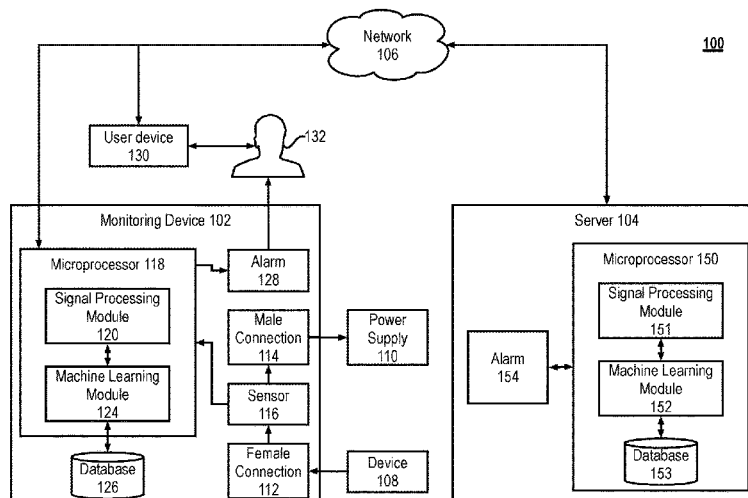 Network
106
100
User device
130
132
Monitoring Device 102
Microprocessor 118
Signal Processing
Module
120
Machine Learning
Module
124
Database
126
Alarm
128
Male
Connection
114
Sensor
116
Female
Connection
112
Power
Supply
110
Device
108
Server 104
Alarm
154
Microprocessor 150
Signal Processing
Module
151
Machine Learning
Module
152
Database
153